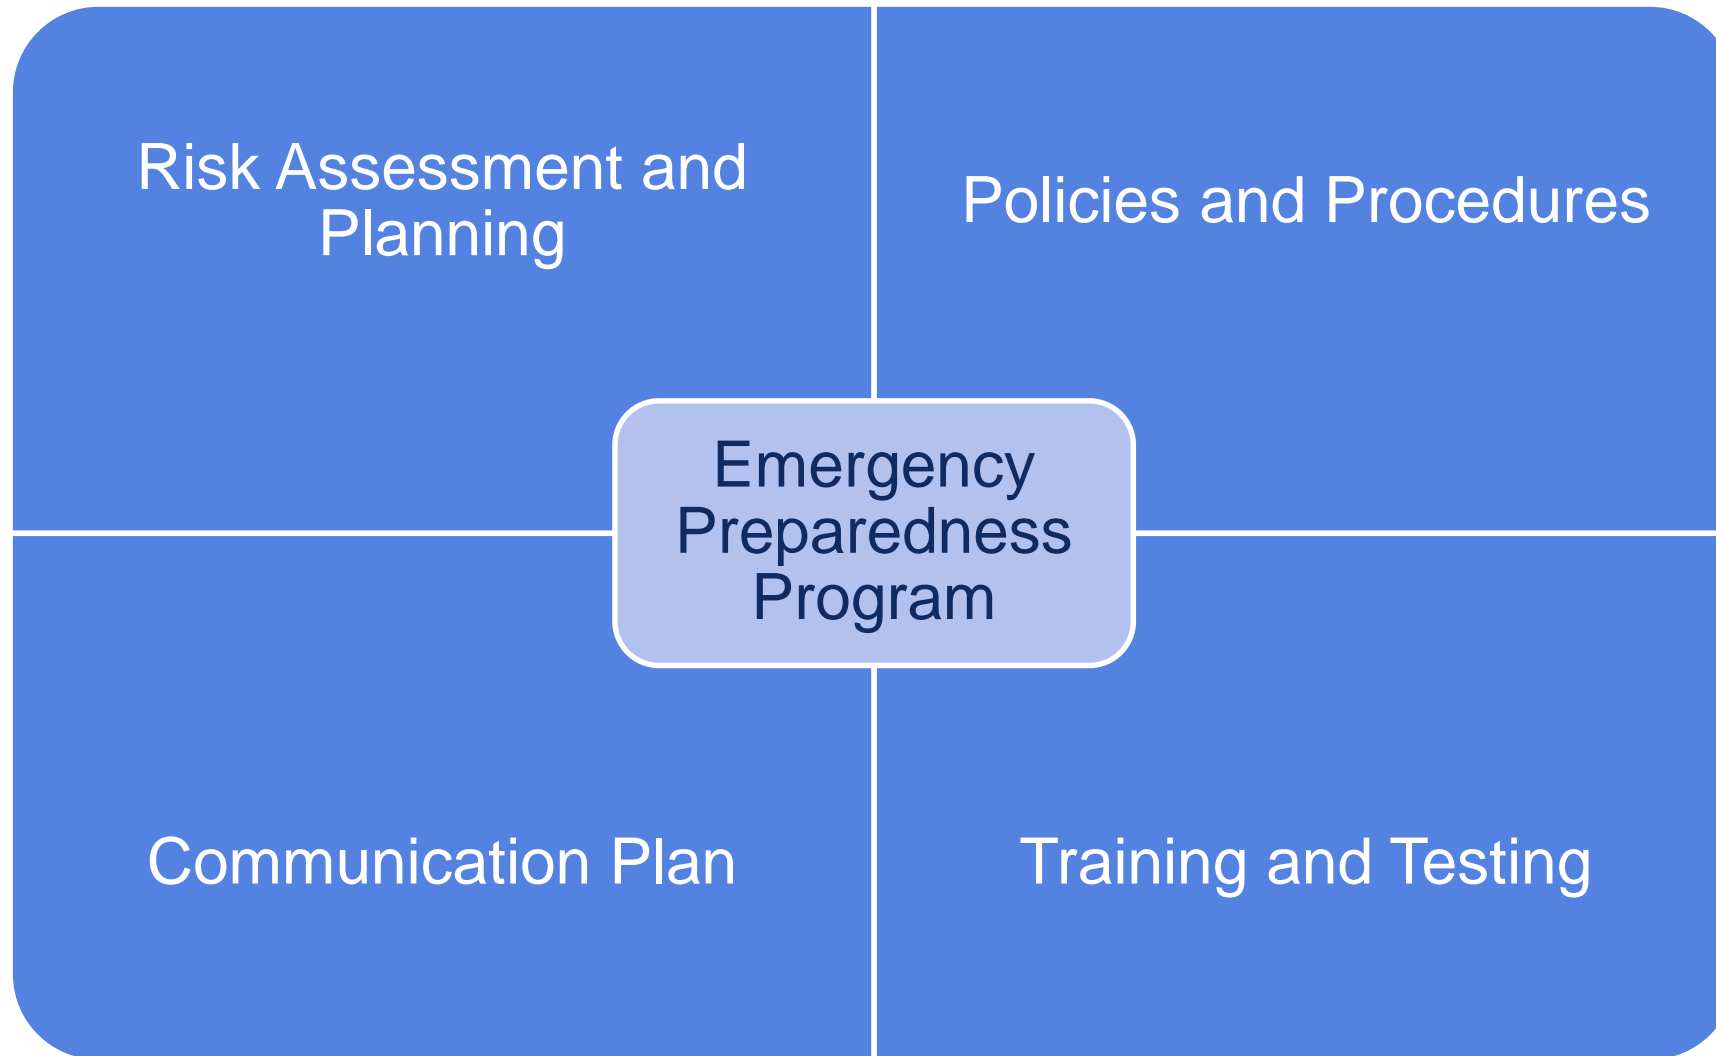 Risk Assessment and
Planning
Policies and Procedures
Emergency
Preparedness
Program
Communication Plan
Training and Testing